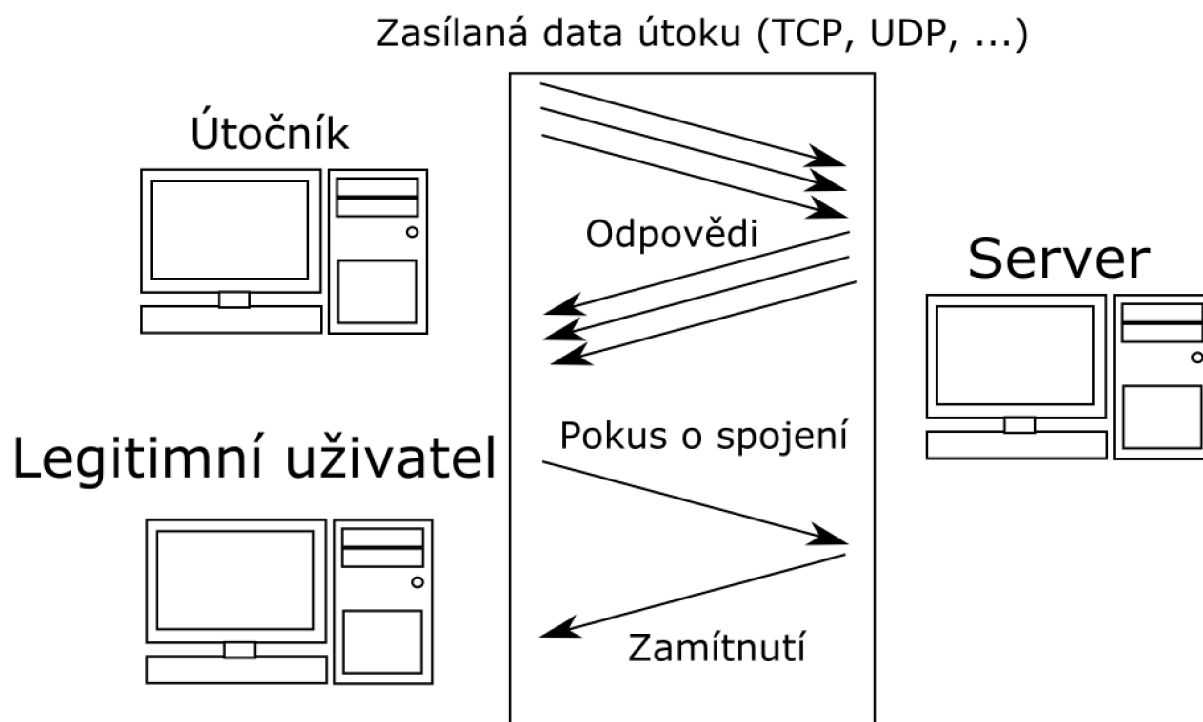 Zasílaná data útoku (TCP, UDP, ...)
Útočník
Odpovědi
Server
Pokus o spojení
Legitimní uživatel
Zamítnutí